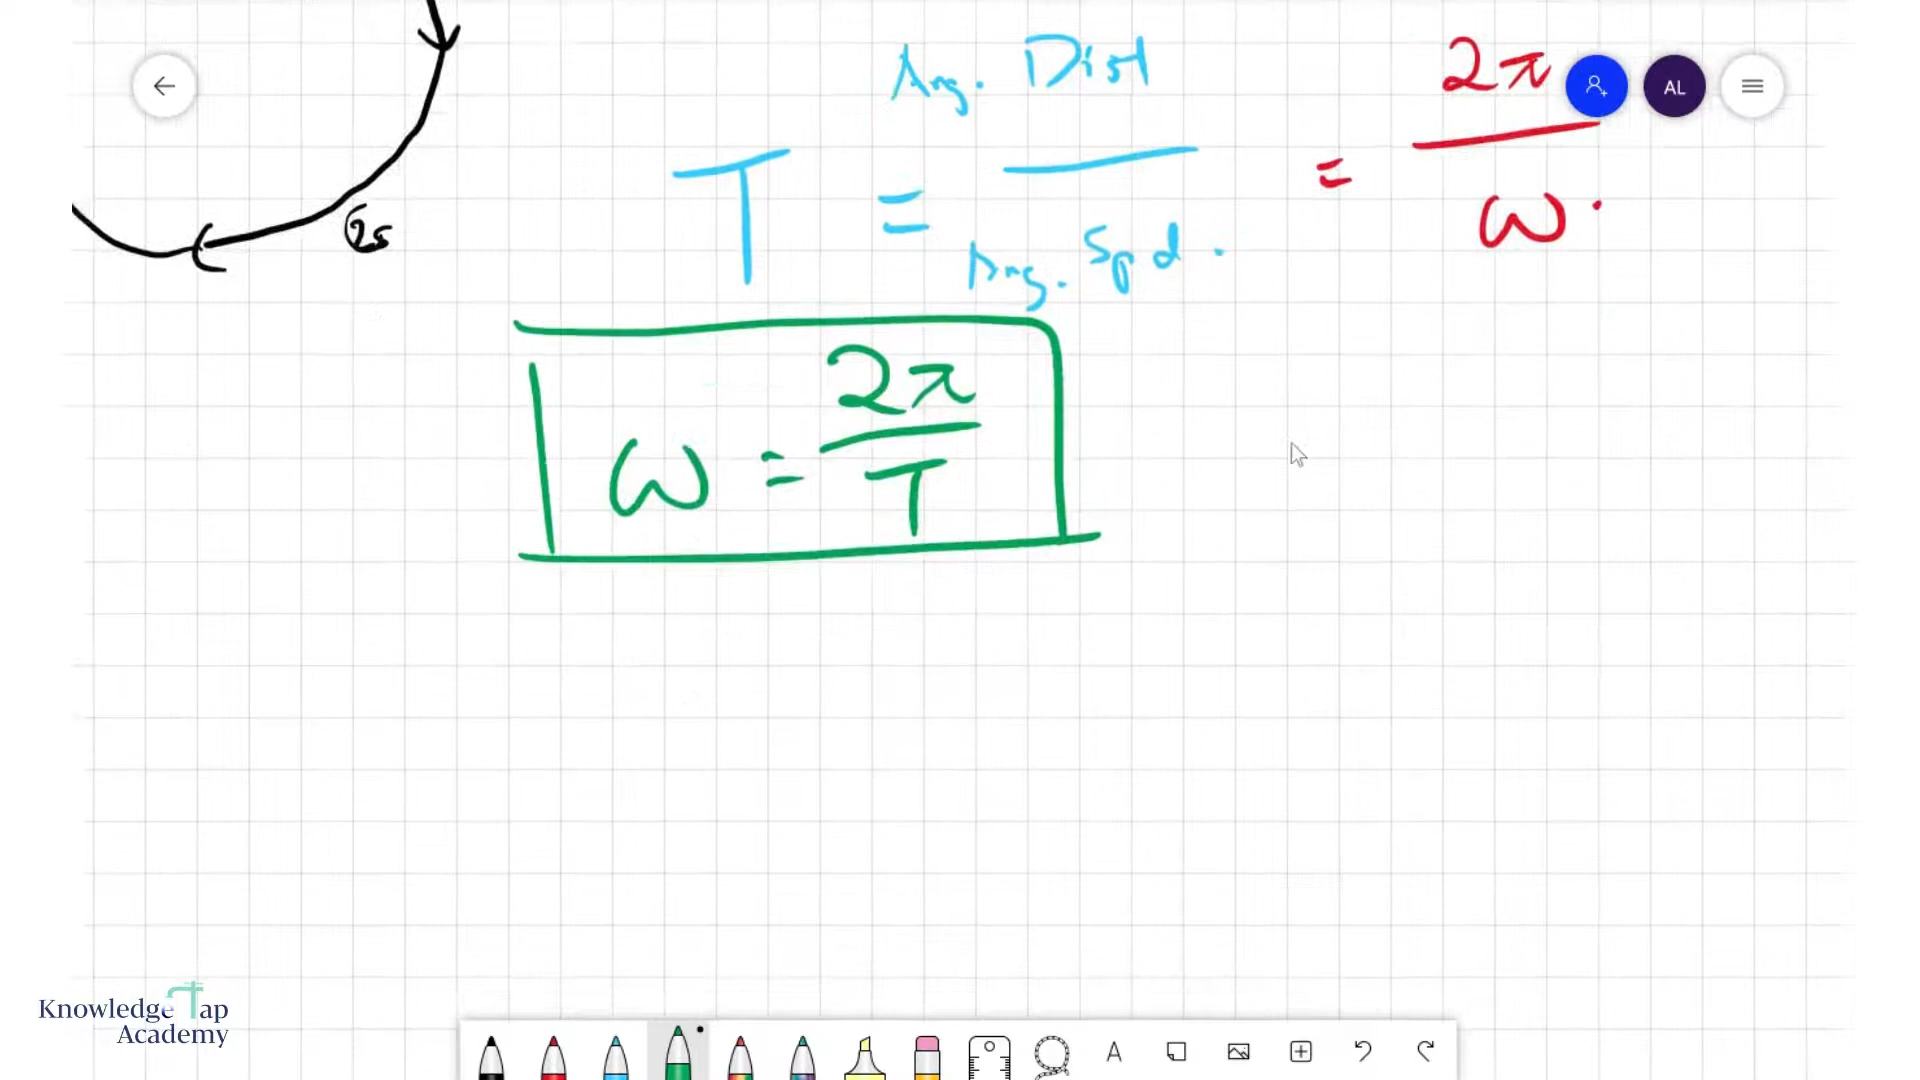 Ang. Dist
T = ———
Ang. Spd.
= 2π
ω.
2s
ω = 2π
T
AL
A
Knowledge Tap
Academy